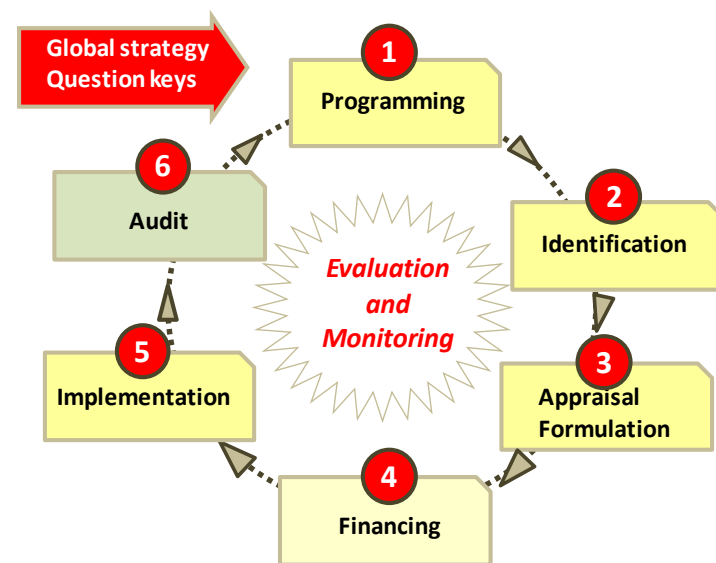 Global strategy
Question keys
1
Programming
2
Identification
3
Appraisal
Formulation
4
Financing
5
Implementation
6
Audit
Evaluation
and
Monitoring